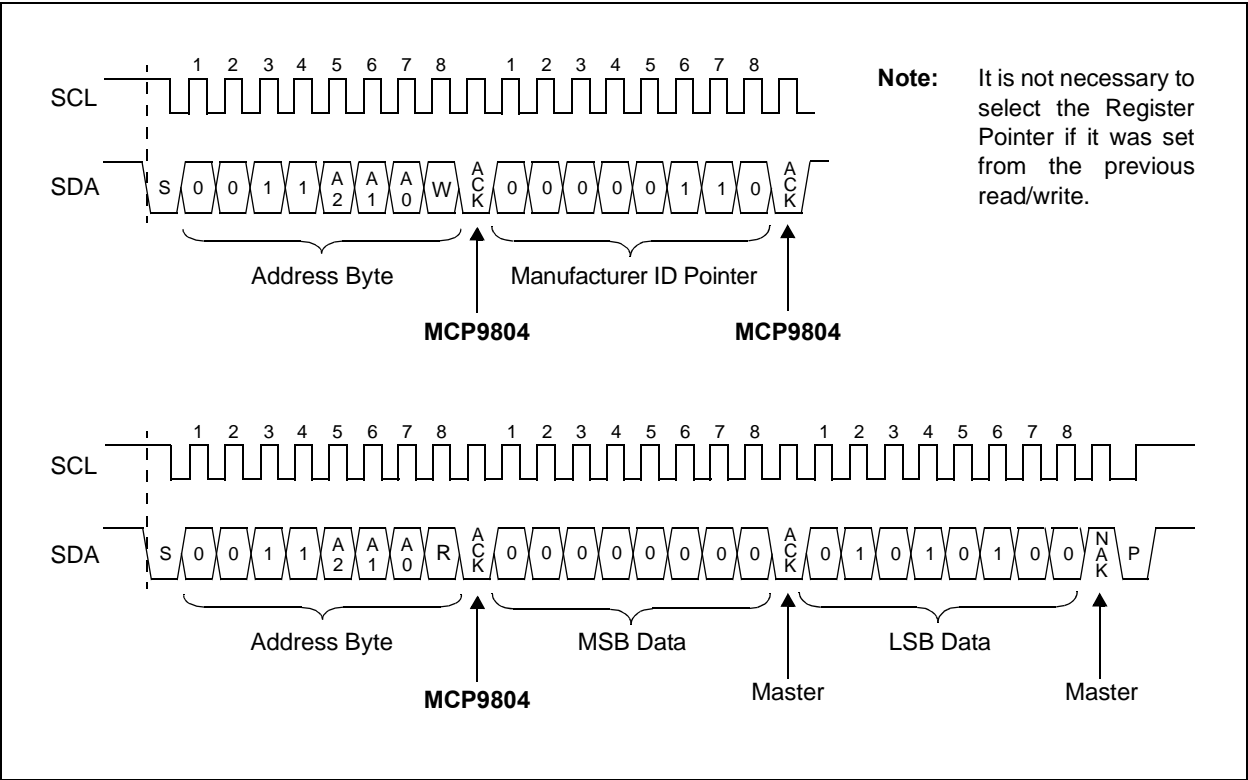 1 2 3 4 5 6 7 8 1 2 3 4 5 6 7 8
SCL
SDA
S 0 0 1 1 A2 A1 A0 W ACK 0 0 0 0 0 1 1 0 ACK
Address Byte
Manufacturer ID Pointer
MCP9804
MCP9804
Note: It is not necessary to
select the Register
Pointer if it was set
from the previous
read/write.
1 2 3 4 5 6 7 8 1 2 3 4 5 6 7 8 1 2 3 4 5 6 7 8
SCL
SDA
S 0 0 1 1 A2 A1 A0 R ACK 0 0 0 0 0 0 0 0 ACK 0 1 0 1 0 1 0 0 NAK P
Address Byte
MSB Data
LSB Data
MCP9804
Master
Master